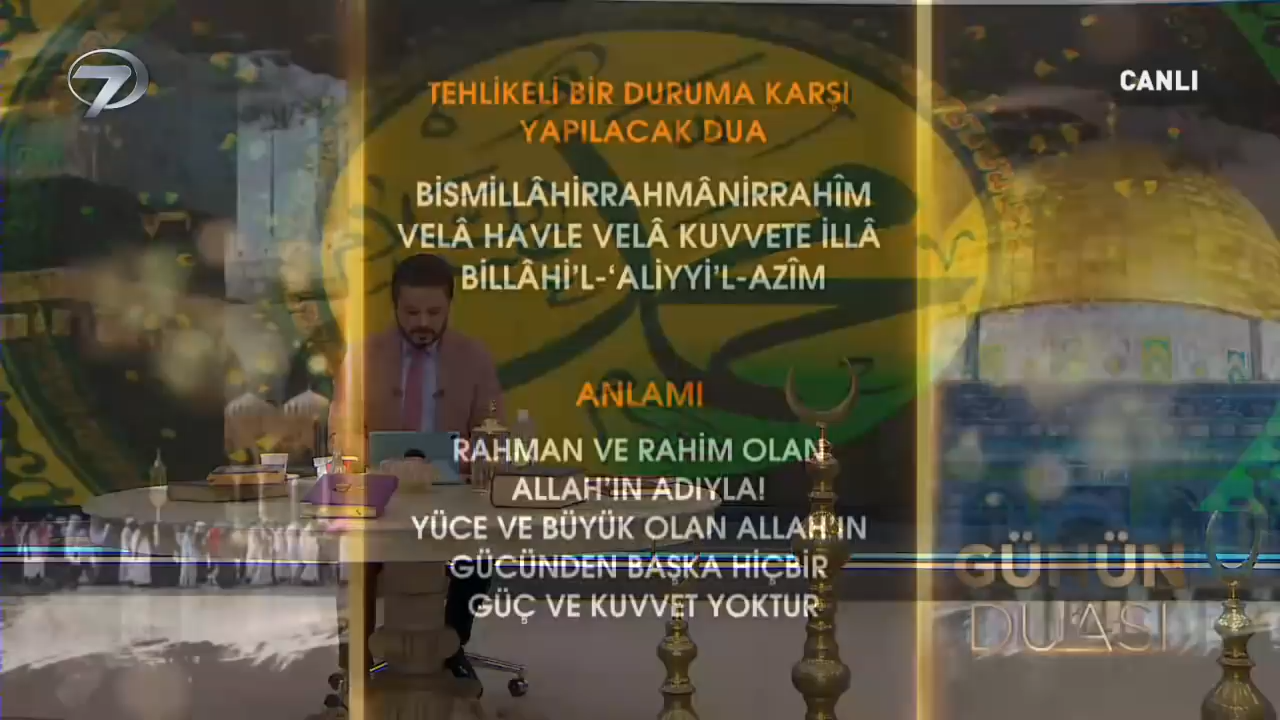 7
CANLI
TEHLİKELİ BİR DURUMA KARŞI
YAPILACAK DUA
BİSMİLLÂHİRRAHMÂNİRRAHÎM
VELÂ HAVLE VELÂ KUVVETE İLLÂ
BİLLÂHİ’L-‘ALİYYİ’L-AZÎM
ANLAMI
RAHMAN VE RAHİM OLAN
ALLAH’IN ADIYLA!
YÜCE VE BÜYÜK OLAN ALLAH’IN
GÜCÜNDEN BAŞKA HİÇBİR
GÜÇ VE KUVVET YOKTUR
GÜNÜN
DUASI